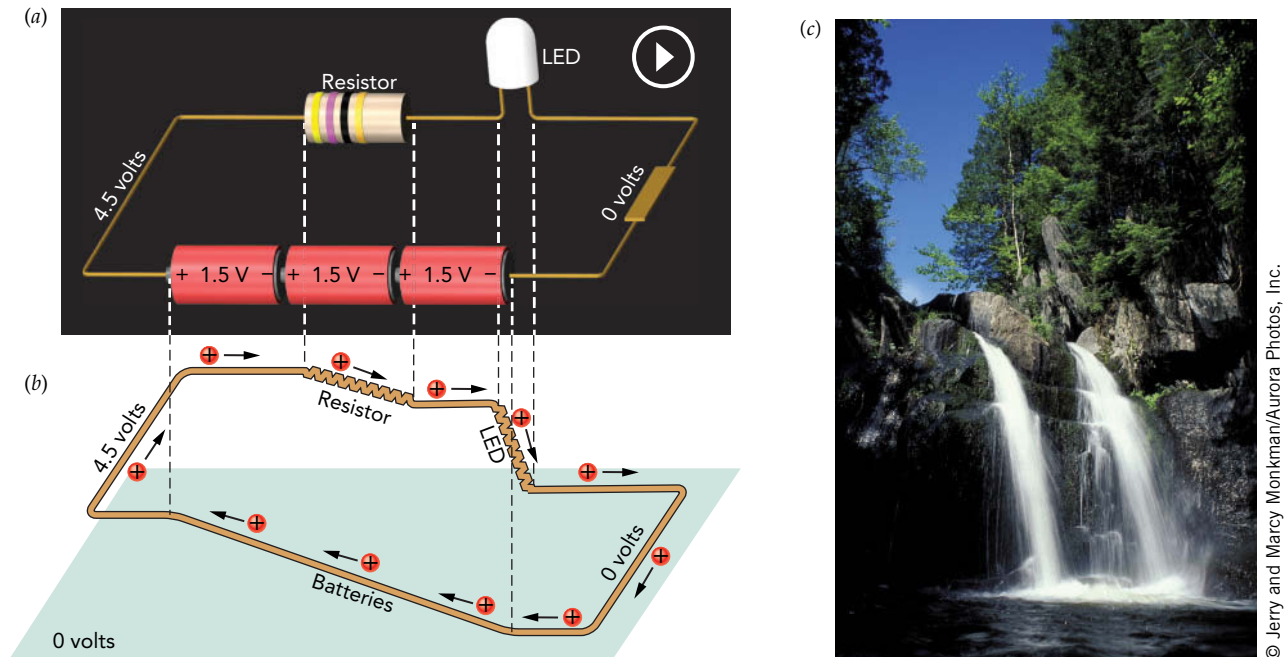 (a)
LED
Resistor
4.5 volts
0 volts
+ 1.5 V −
+ 1.5 V −
+ 1.5 V −
(b)
+
+
+
+
Resistor
4.5 volts
+
LED
+
+
0 volts
+
+
+
+
+
Batteries
0 volts
(c)
© Jerry and Marcy Monkman/Aurora Photos, Inc.